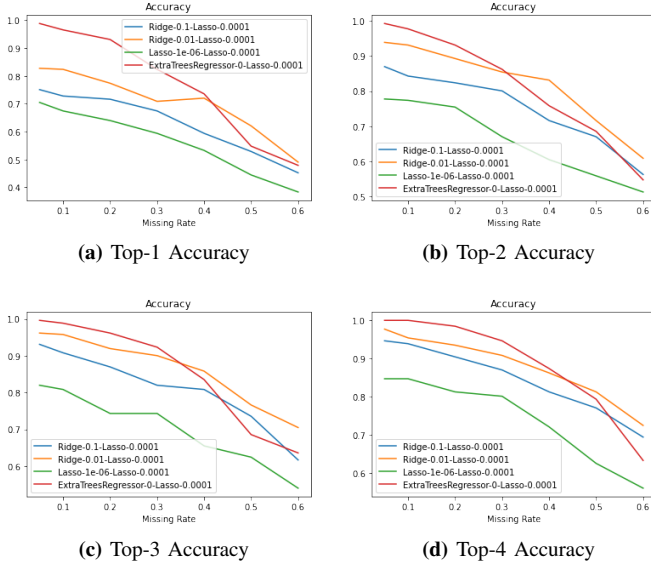 Accuracy
1.0
0.9
0.8
0.7
0.6
0.5
0.4
Ridge-0.1-Lasso-0.0001
Ridge-0.01-Lasso-0.0001
Lasso-1e-06-Lasso-0.0001
ExtraTreesRegressor-0-Lasso-0.0001
0.1 0.2 0.3 0.4 0.5 0.6
Missing Rate
(a) Top-1 Accuracy
Accuracy
1.0
0.9
0.8
0.7
0.6
0.5
Ridge-0.1-Lasso-0.0001
Ridge-0.01-Lasso-0.0001
Lasso-1e-06-Lasso-0.0001
ExtraTreesRegressor-0-Lasso-0.0001
0.1 0.2 0.3 0.4 0.5 0.6
Missing Rate
(b) Top-2 Accuracy
Accuracy
1.0
0.9
0.8
0.7
0.6
Ridge-0.1-Lasso-0.0001
Ridge-0.01-Lasso-0.0001
Lasso-1e-06-Lasso-0.0001
ExtraTreesRegressor-0-Lasso-0.0001
0.1 0.2 0.3 0.4 0.5 0.6
Missing Rate
(c) Top-3 Accuracy
Accuracy
1.0
0.9
0.8
0.7
0.6
Ridge-0.1-Lasso-0.0001
Ridge-0.01-Lasso-0.0001
Lasso-1e-06-Lasso-0.0001
ExtraTreesRegressor-0-Lasso-0.0001
0.1 0.2 0.3 0.4 0.5 0.6
Missing Rate
(d) Top-4 Accuracy